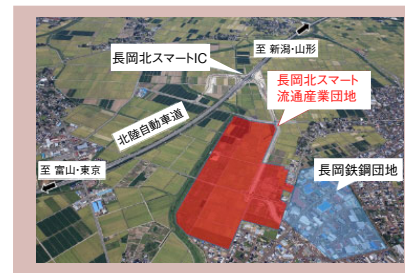 至 新潟・山形
長岡北スマートIC
長岡北スマート
流通産業団地
北陸自動車道
長岡鉄鋼団地
至 富山・東京